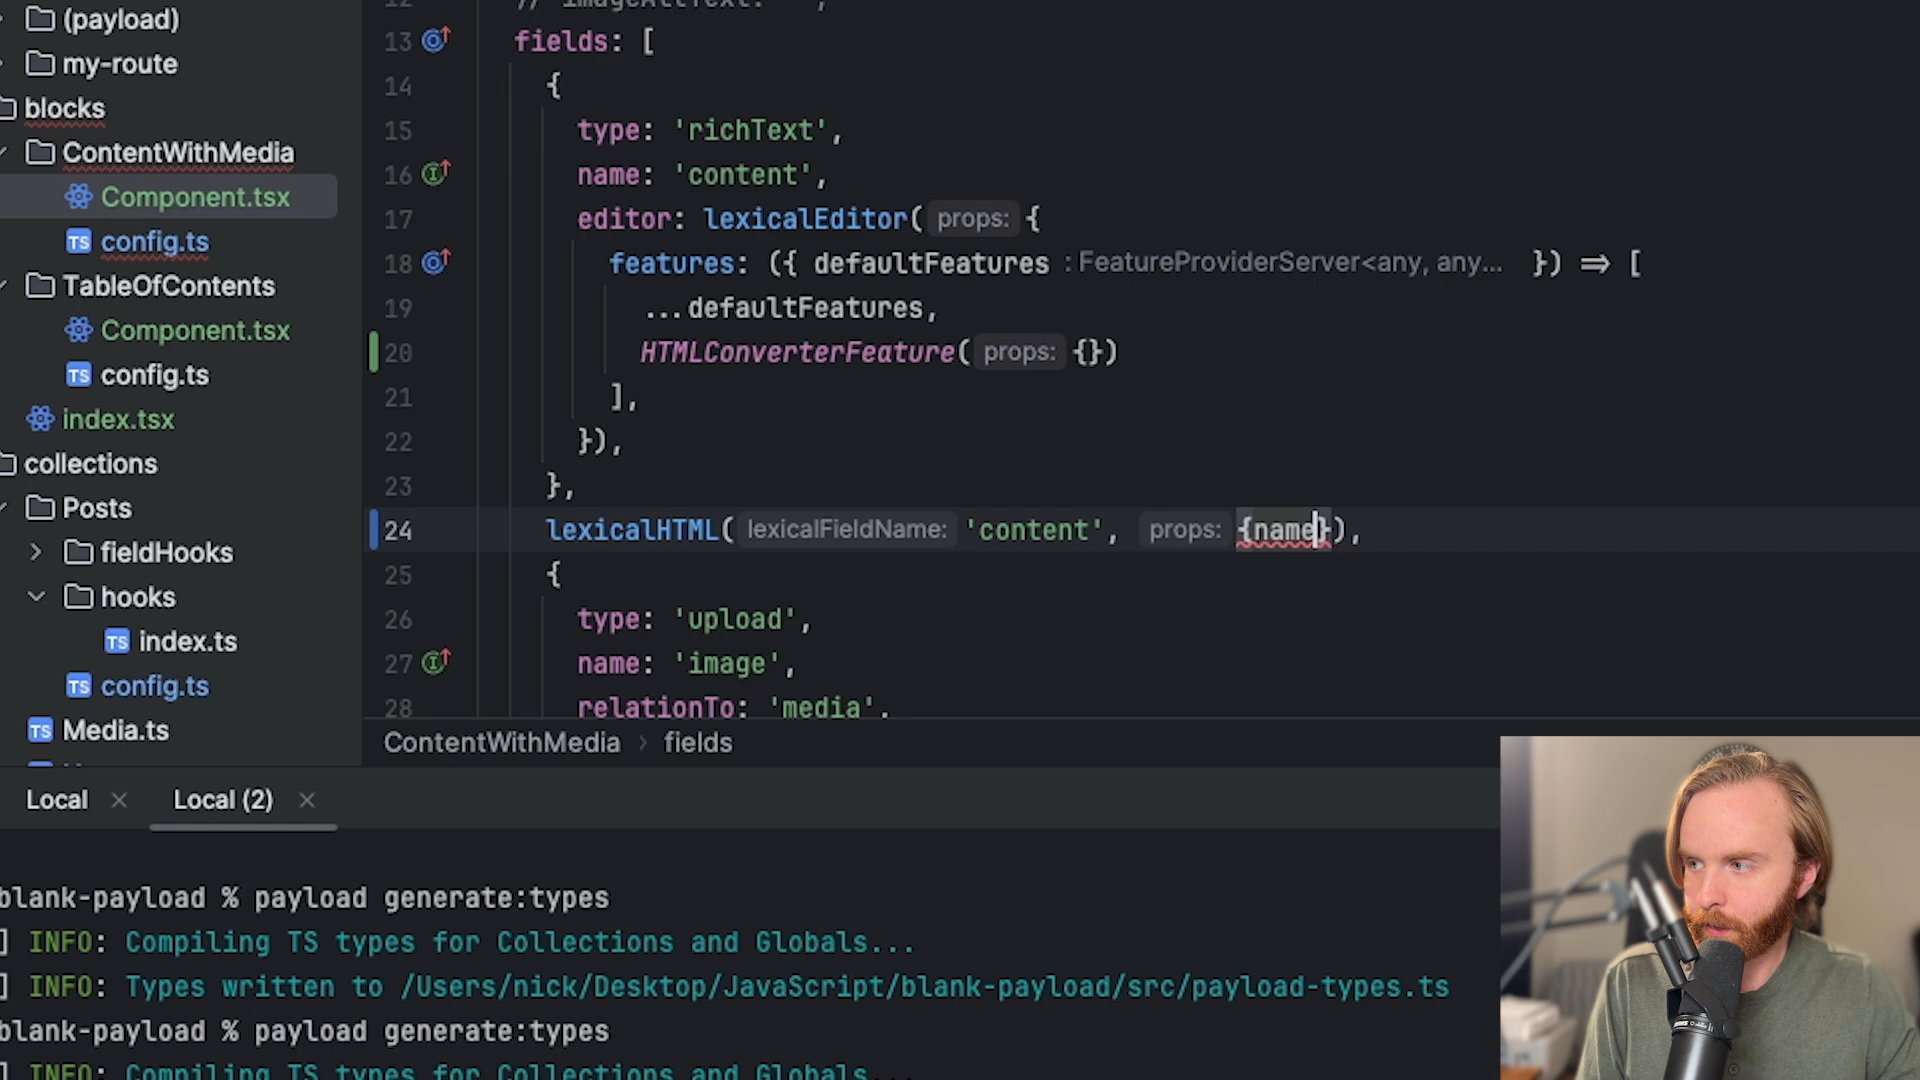 (payload)
my-route
blocks
ContentWithMedia
Component.tsx
config.ts
TableOfContents
Component.tsx
config.ts
index.tsx
collections
Posts
fieldHooks
hooks
index.ts
config.ts
Media.ts
12 // imageAltText:
13 fields: [
14 {
15 type: 'richText',
16 name: 'content',
17 editor: lexicalEditor( props: {
18 features: ({ defaultFeatures : FeatureProviderServer<any, any... }) => [
19 ...defaultFeatures,
20 HTMLConverterFeature( props: {})
21 ],
22 }),
23 },
24 lexicalHTML( lexicalFieldName: 'content', props: {name}),
25 {
26 type: 'upload',
27 name: 'image',
28 relationTo: 'media',
ContentWithMedia › fields
Local × Local (2) ×
blank-payload % payload generate:types
] INFO: Compiling TS types for Collections and Globals...
] INFO: Types written to /Users/nick/Desktop/JavaScript/blank-payload/src/payload-types.ts
blank-payload % payload generate:types
] INFO: Compiling TS types for Collections and Globals...